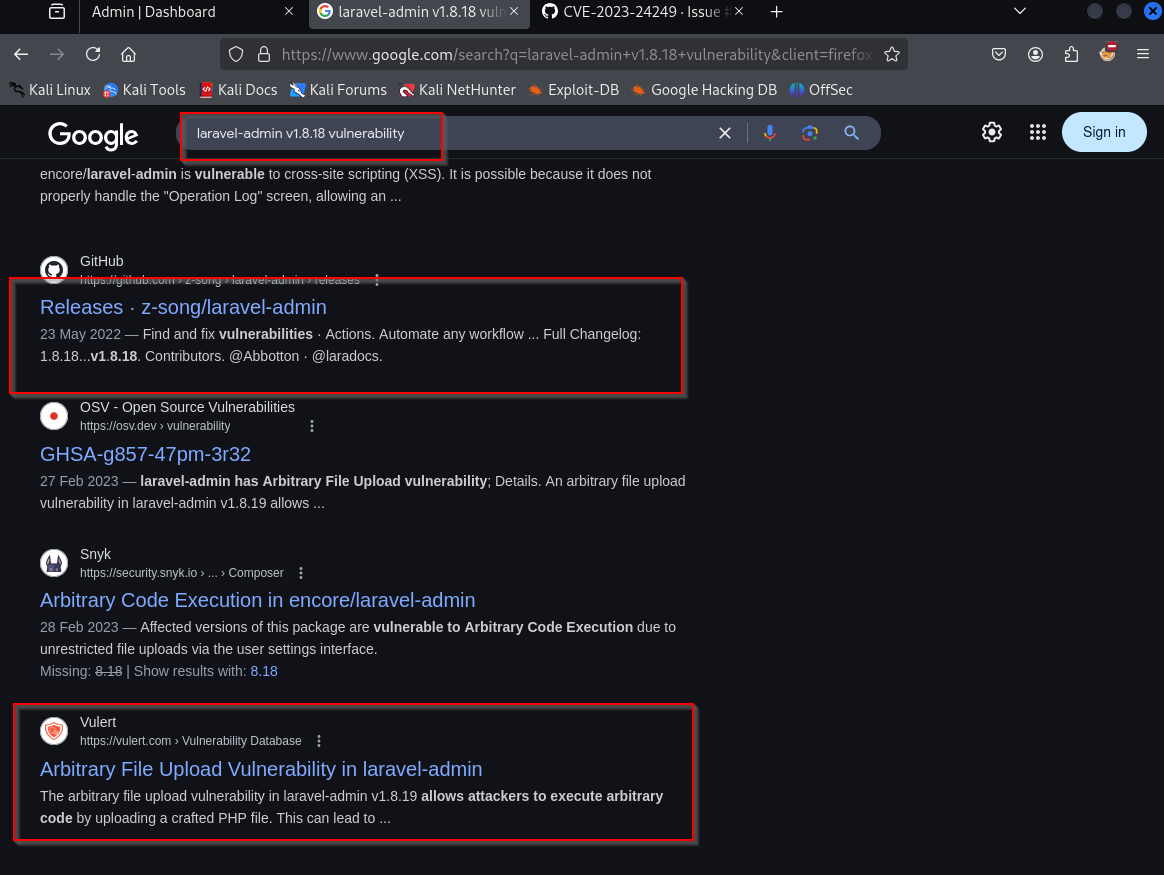 Admin | Dashboard
laravel-admin v1.8.18 vuln
CVE-2023-24249 · Issue #
https://www.google.com/search?q=laravel-admin+v1.8.18+vulnerability&client=firefox-
Kali Linux
Kali Tools
Kali Docs
Kali Forums
Kali NetHunter
Exploit-DB
Google Hacking DB
OffSec
Google
laravel-admin v1.8.18 vulnerability
Sign in
encore/laravel-admin is vulnerable to cross-site scripting (XSS). It is possible because it does not
properly handle the "Operation Log" screen, allowing an ...
GitHub
https://github.com › z-song › laravel-admin › releases
Releases · z-song/laravel-admin
23 May 2022 — Find and fix vulnerabilities · Actions. Automate any workflow ... Full Changelog:
1.8.18...v1.8.18. Contributors. @Abbotton · @laradocs.
OSV - Open Source Vulnerabilities
https://osv.dev › vulnerability
GHSA-g857-47pm-3r32
27 Feb 2023 — laravel-admin has Arbitrary File Upload vulnerability; Details. An arbitrary file upload
vulnerability in laravel-admin v1.8.19 allows ...
Snyk
https://security.snyk.io › ... › Composer
Arbitrary Code Execution in encore/laravel-admin
28 Feb 2023 — Affected versions of this package are vulnerable to Arbitrary Code Execution due to
unrestricted file uploads via the user settings interface.
Missing: 8.18 | Show results with: 8.18
Vulert
https://vulert.com › Vulnerability Database
Arbitrary File Upload Vulnerability in laravel-admin
The arbitrary file upload vulnerability in laravel-admin v1.8.19 allows attackers to execute arbitrary
code by uploading a crafted PHP file. This can lead to ...